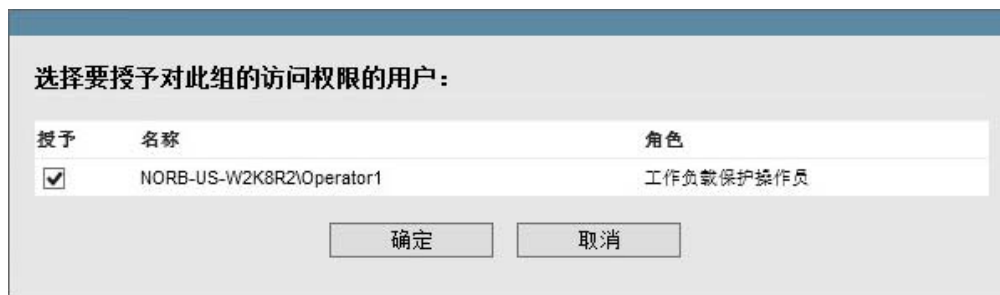 选择要授予对此组的访问权限的用户：
授予 名称 角色
NORB-US-W2K8R2\Operator1 工作负载保护操作员
确定 取消